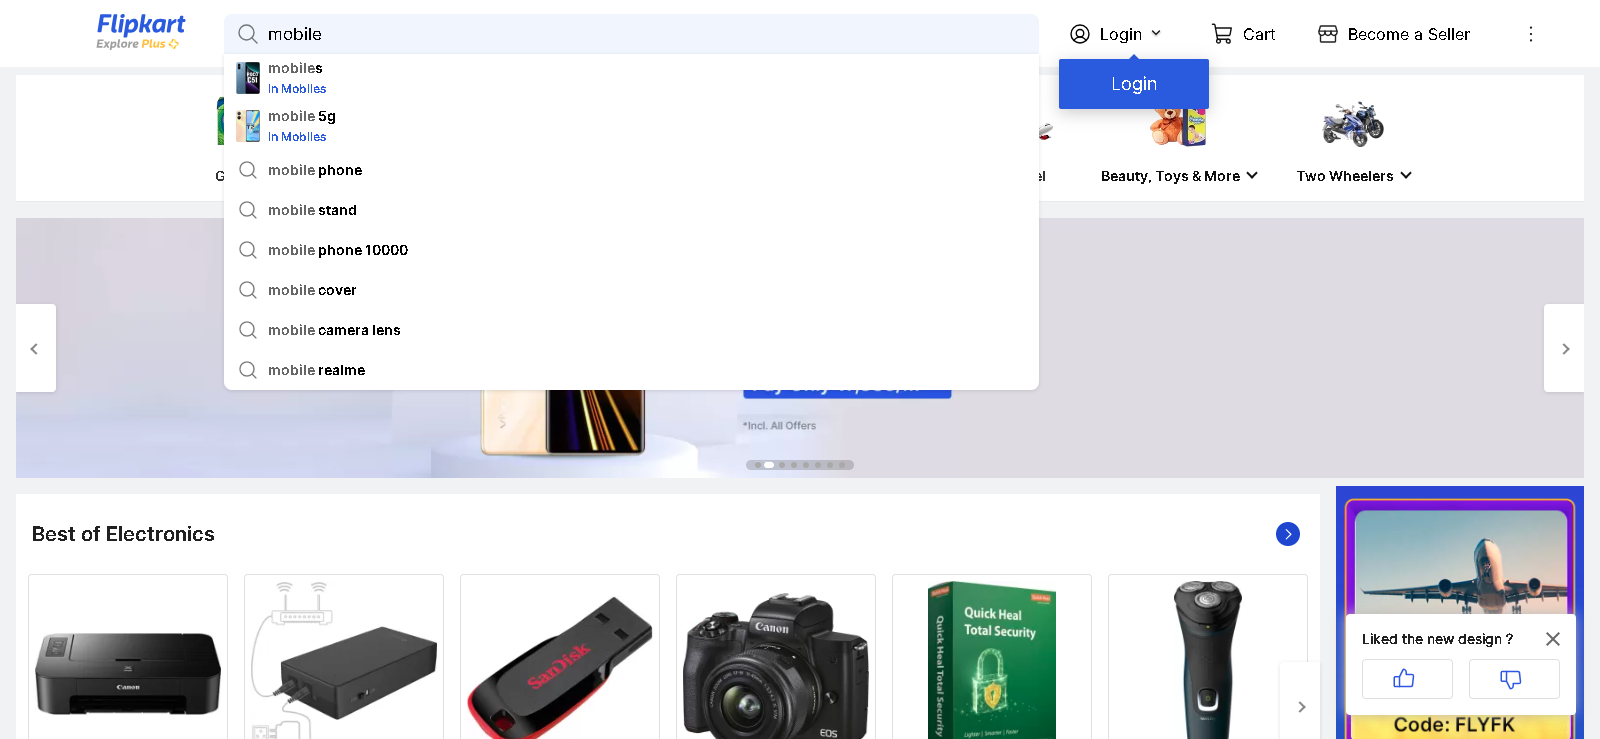 Flipkart
Explore Plus
mobile
Login
Cart
Become a Seller
Login
mobiles
in Mobiles
mobile 5g
in Mobiles
mobile phone
mobile stand
mobile phone 10000
mobile cover
mobile camera lens
mobile realme
Beauty, Toys & More
Two Wheelers
*Incl. All Offers
Best of Electronics
Canon
SanDisk
Canon
EOS
Quick Heal
Total Security
Quick Heal Total Security
Liked the new design ?
Code: FLYFK